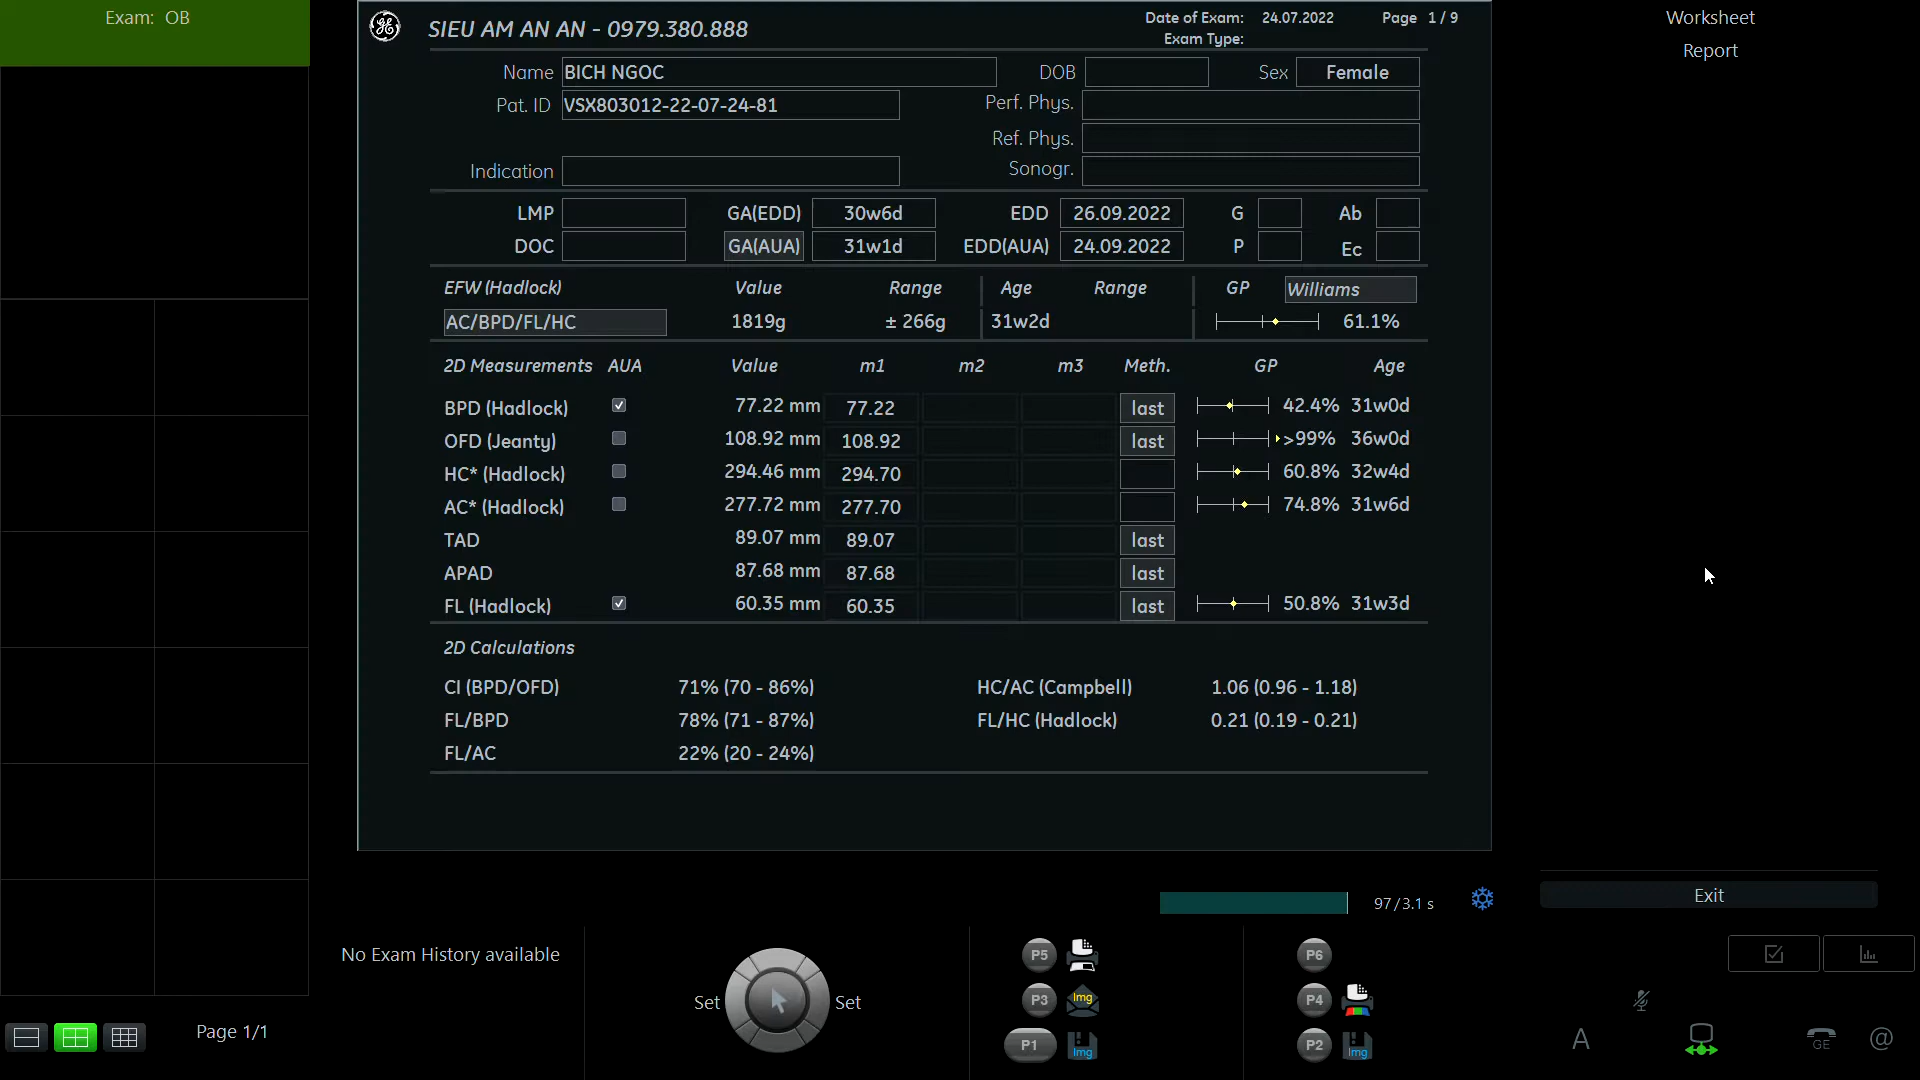 Exam: OB
SIEU AM AN AN - 0979.380.888
Date of Exam: 24.07.2022 Page 1 / 9
Exam Type:
Worksheet
Report
Name BICH NGOC DOB Sex Female
Pat. ID VSX803012-22-07-24-81 Perf. Phys.
Ref. Phys.
Indication Sonogr.
LMP GA(EDD) 30w6d EDD 26.09.2022 G Ab
DOC GA(AUA) 31w1d EDD(AUA) 24.09.2022 P Ec
EFW (Hadlock) Value Range Age Range GP Williams
AC/BPD/FL/HC 1819g ± 266g 31w2d 61.1%
2D Measurements AUA Value m1 m2 m3 Meth. GP Age
BPD (Hadlock) 77.22 mm 77.22 last 42.4% 31w0d
OFD (Jeanty) 108.92 mm 108.92 last >99% 36w0d
HC* (Hadlock) 294.46 mm 294.70 60.8% 32w4d
AC* (Hadlock) 277.72 mm 277.70 74.8% 31w6d
TAD 89.07 mm 89.07 last
APAD 87.68 mm 87.68 last
FL (Hadlock) 60.35 mm 60.35 last 50.8% 31w3d
2D Calculations
CI (BPD/OFD) 71% (70 - 86%) HC/AC (Campbell) 1.06 (0.96 - 1.18)
FL/BPD 78% (71 - 87%) FL/HC (Hadlock) 0.21 (0.19 - 0.21)
FL/AC 22% (20 - 24%)
97 / 3.1 s
Exit
No Exam History available
Set Set
P5 P6
P3 Img P4
P1 Img P2 Img
Page 1/1
A GE @